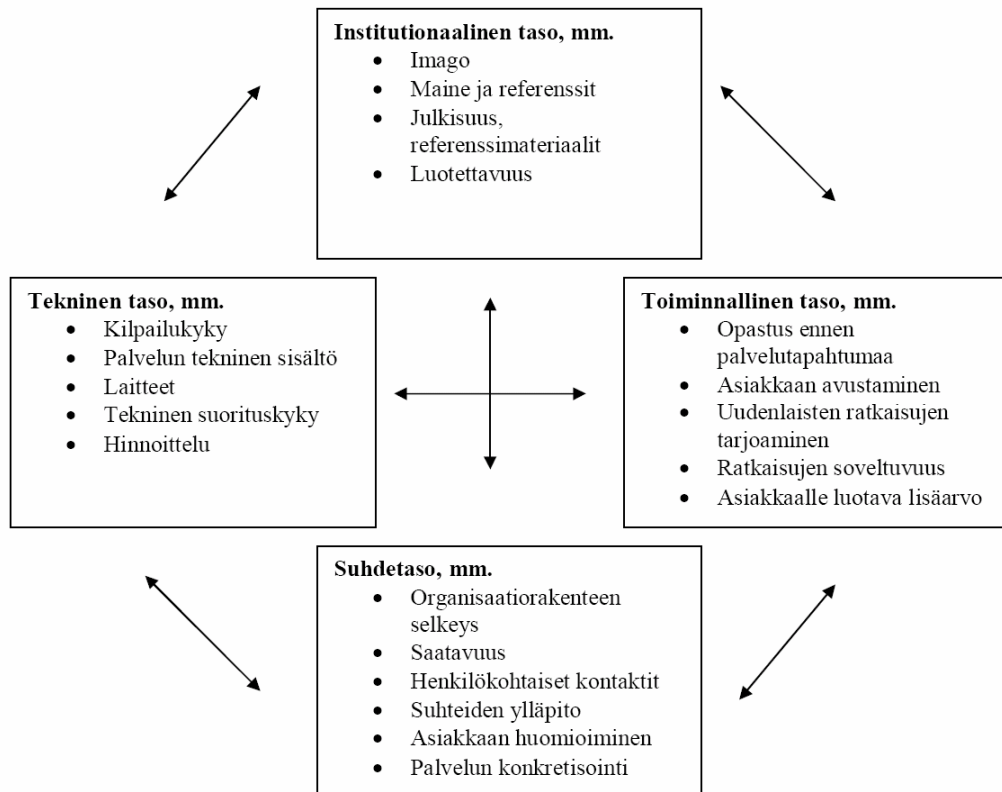 Institutionaalinen taso, mm.
• Imago
• Maine ja referenssit
• Julkisuus,
referenssimateriaalit
• Luotettavuus
Tekninen taso, mm.
• Kilpailukyky
• Palvelun tekninen sisältö
• Laitteet
• Tekninen suorituskyky
• Hinnoittelu
Toiminnallinen taso, mm.
• Opastus ennen
palvelutapahtumaa
• Asiakkaan avustaminen
• Uudenlaisten ratkaisujen
tarjoaminen
• Ratkaisujen soveltuvuus
• Asiakkaalle luotava lisäarvo
Suhdetaso, mm.
• Organisaatiorakenteen
selkeys
• Saatavuus
• Henkilökohtaiset kontaktit
• Suhteiden ylläpito
• Asiakkaan huomioiminen
• Palvelun konkretisointi